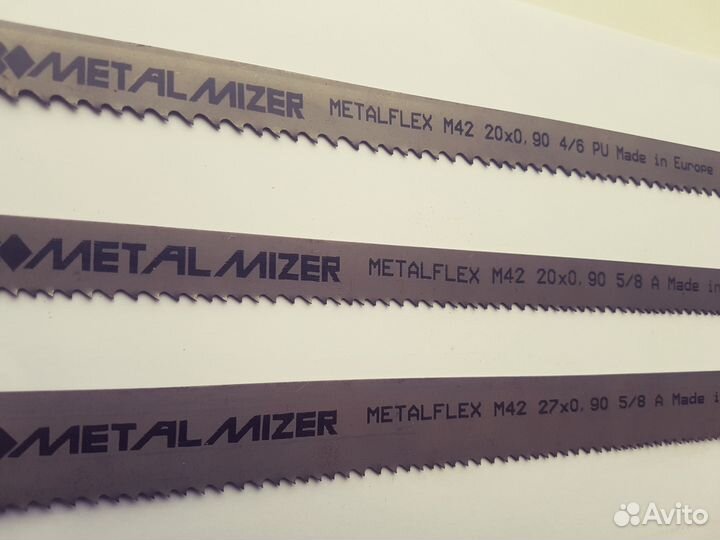 METALMIZER METALFLEX M42 20x0,90 4/6 PU Made in Europe
METALMIZER METALFLEX M42 20x0,90 5/8 A Made in
METALMIZER METALFLEX M42 27x0,90 5/8 A Made
Avito